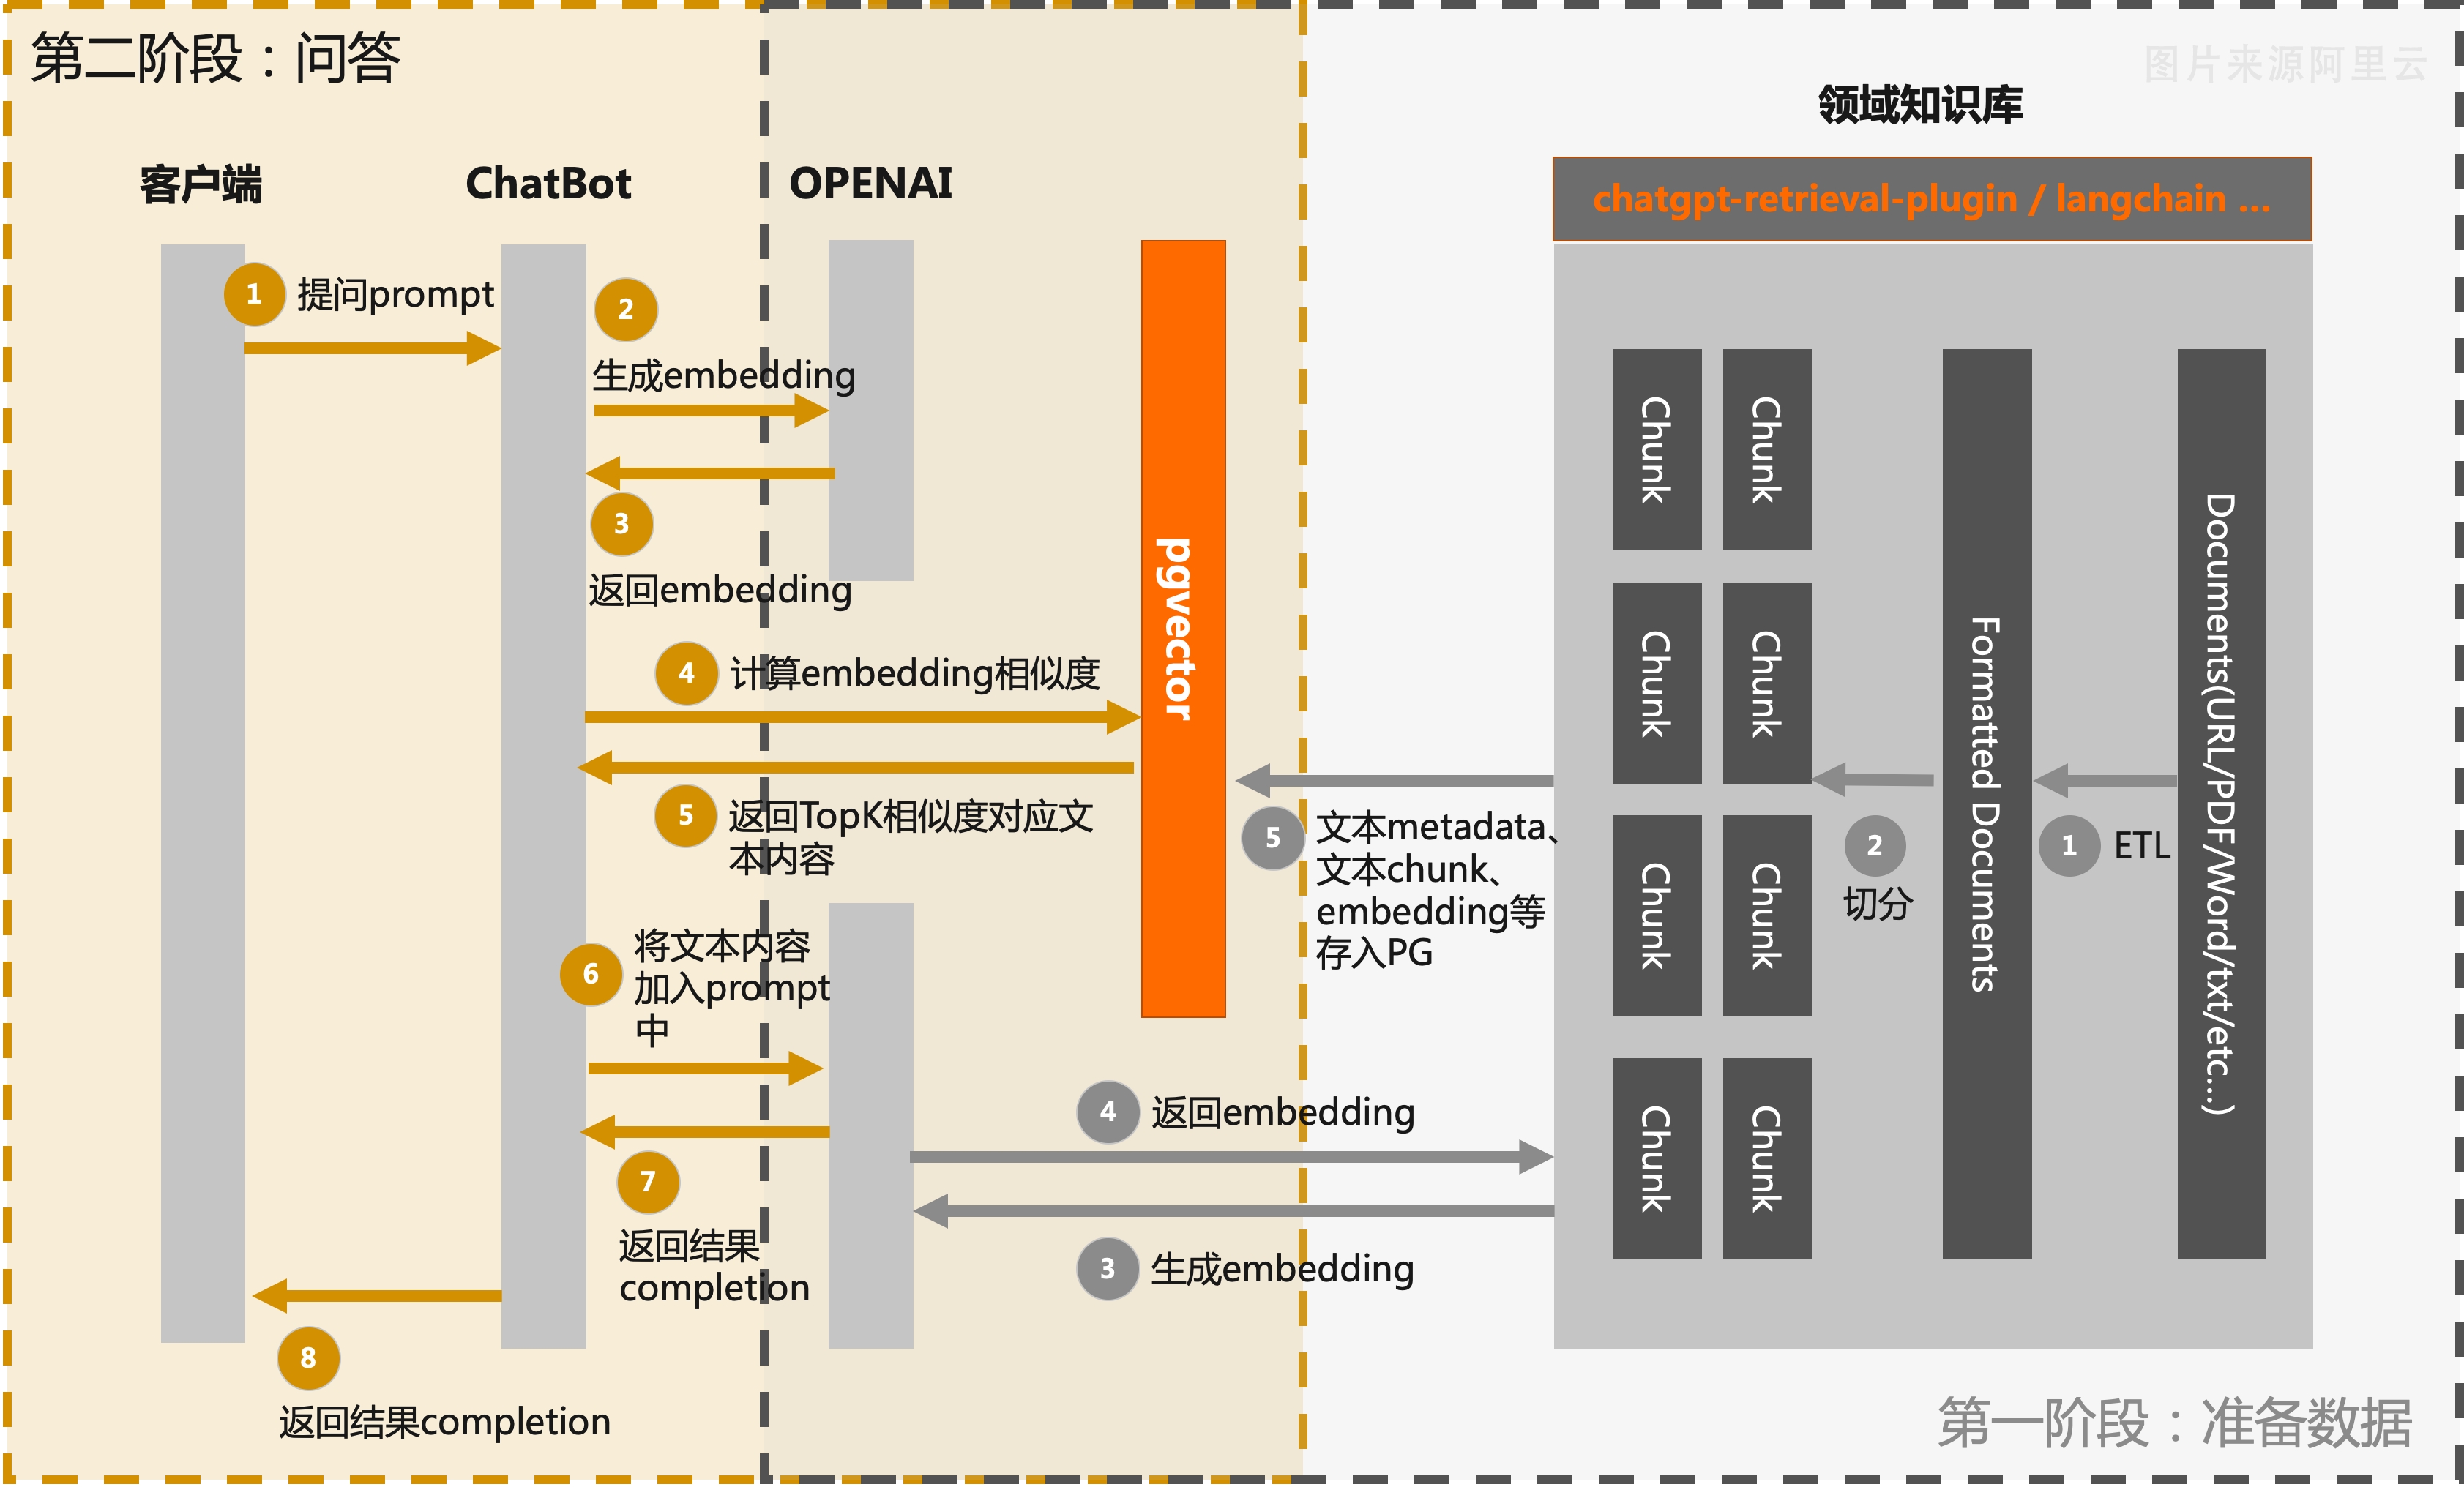 第二阶段：问答
图片来源阿里云
领域知识库
客户端
ChatBot
OPENAI
chatgpt-retrieval-plugin / langchain ...
1
提问prompt
2
生成embedding
3
返回embedding
4
计算embedding相似度
5
返回TopK相似度对应文
本内容
6
将文本内容
加入prompt
中
7
返回结果
completion
8
返回结果completion
pgvector
5
文本metadata、
文本chunk、
embedding等
存入PG
4
返回embedding
3
生成embedding
Chunk
Chunk
Chunk
Chunk
Chunk
Chunk
Chunk
Chunk
2
切分
Formatted Documents
1
ETL
Documents(URL/PDF/Word/txt/etc...)
第一阶段：准备数据